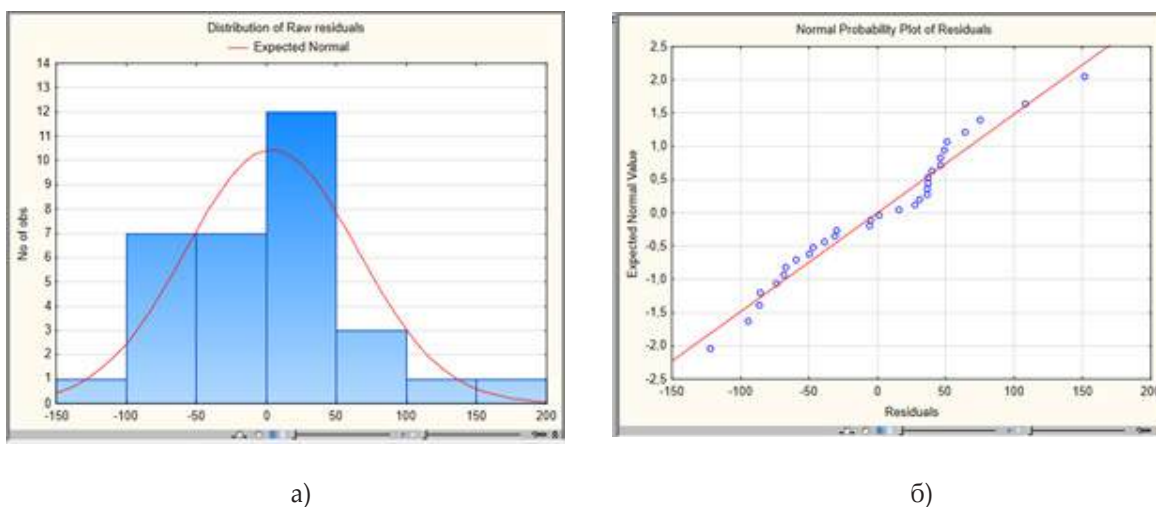 Distribution of Raw residuals
Expected Normal
No of obs
14
13
12
11
10
9
8
7
6
5
4
3
2
1
0
-150 -100 -50 0 50 100 150 200
а)
Normal Probability Plot of Residuals
Expected Normal Value
2,5
2,0
1,5
1,0
0,5
0,0
-0,5
-1,0
-1,5
-2,0
-2,5
-150 -100 -50 0 50 100 150 200
Residuals
б)